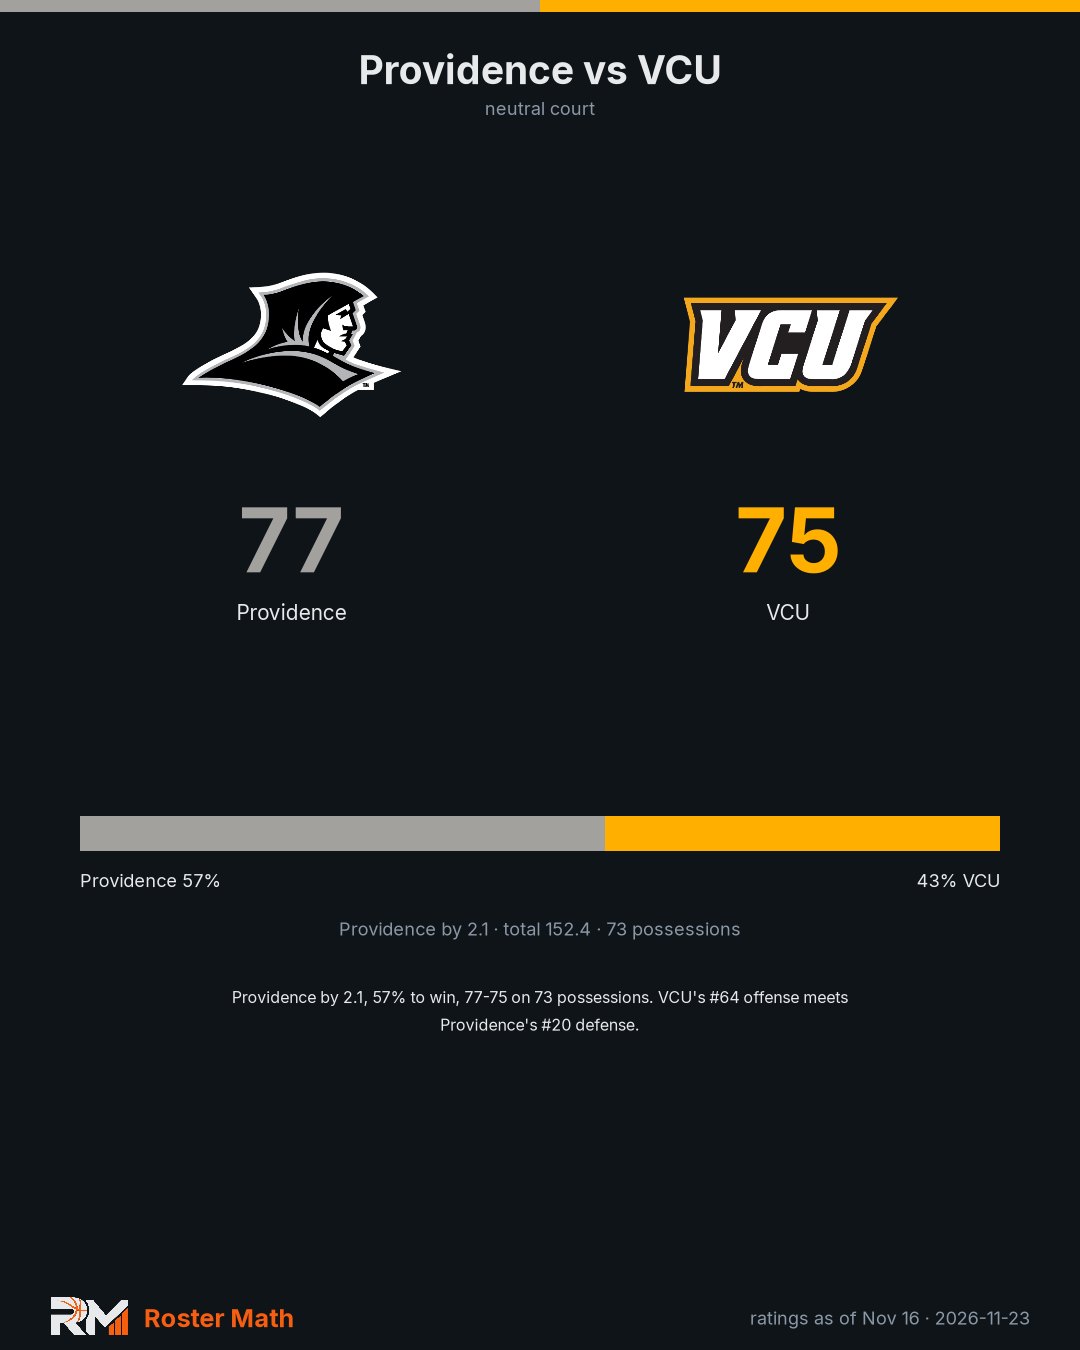 Providence vs VCU
neutral court
VCU
TM
77
75
Providence
VCU
Providence 57%
43% VCU
Providence by 2.1 · total 152.4 · 73 possessions
Providence by 2.1, 57% to win, 77-75 on 73 possessions. VCU's #64 offense meets
Providence's #20 defense.
RM Roster Math
ratings as of Nov 16 · 2026-11-23